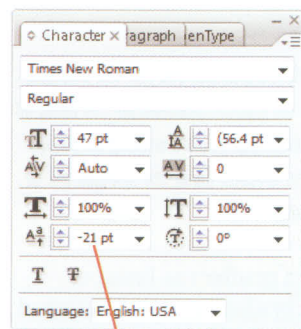 Character × aragraph enType
Times New Roman
Regular
47 pt (56.4 pt
Auto 0
100% 100%
-21 pt 0°
T T
Language: English: USA